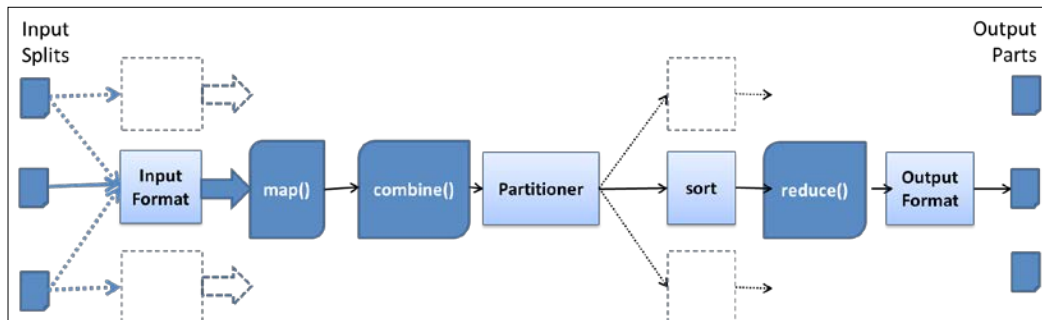 Input
Splits
Output
Parts
Input
Format
map()
combine()
Partitioner
sort
reduce()
Output
Format